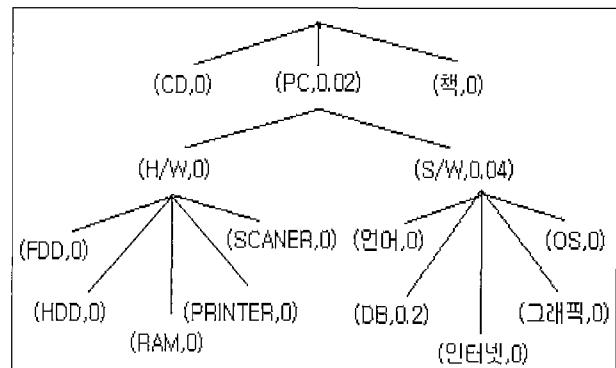 (CD,0) (PC,0.02) (책,0)
(H/W,0) (S/W,0.04)
(FDD,0) (SCANER,0) (언어,0) (OS,0)
(HDD,0) (PRINTER,0) (DB,0.2) (그래픽,0)
(RAM,0) (인터넷,0)